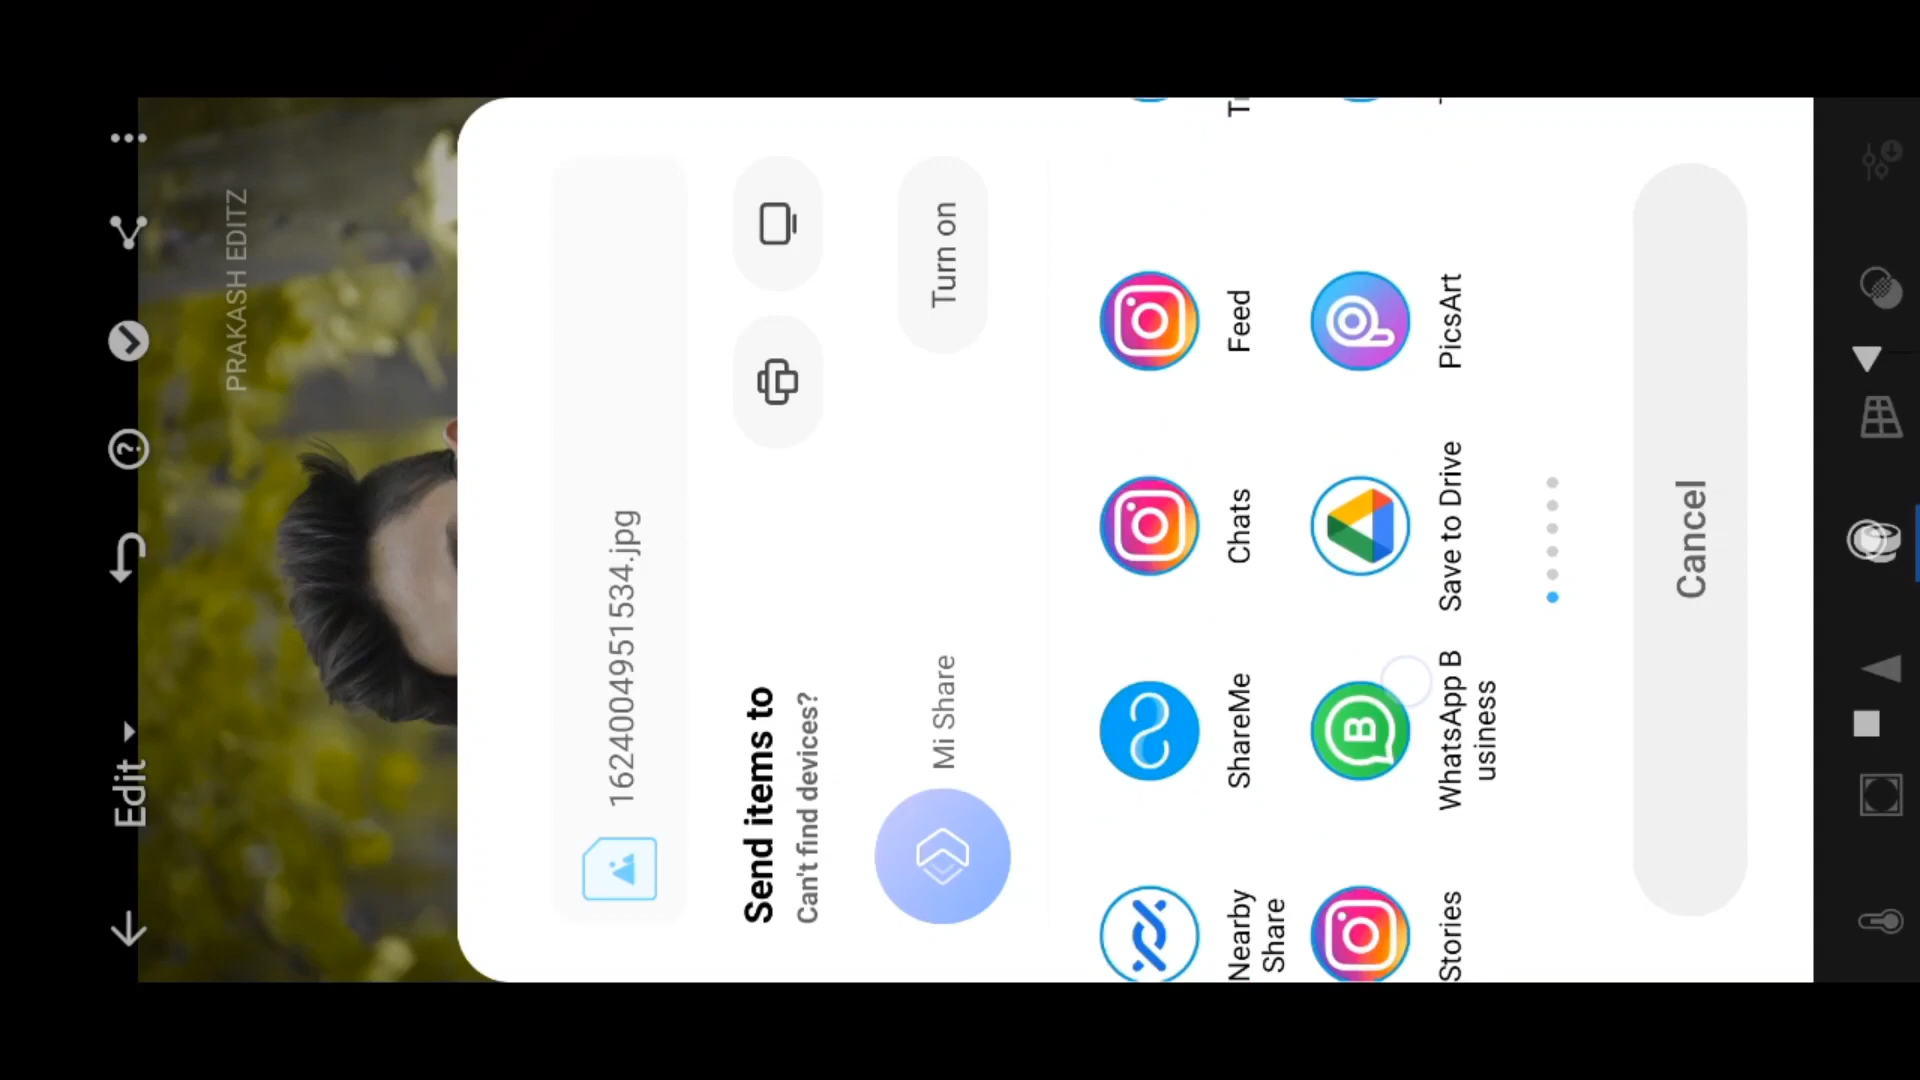 Edit
PRAKASH EDITZ
1624004951534.jpg
Send items to
Can't find devices?
Mi Share
Turn on
Nearby
Share
ShareMe
Chats
Feed
Stories
WhatsApp B
usiness
Save to Drive
PicsArt
Cancel